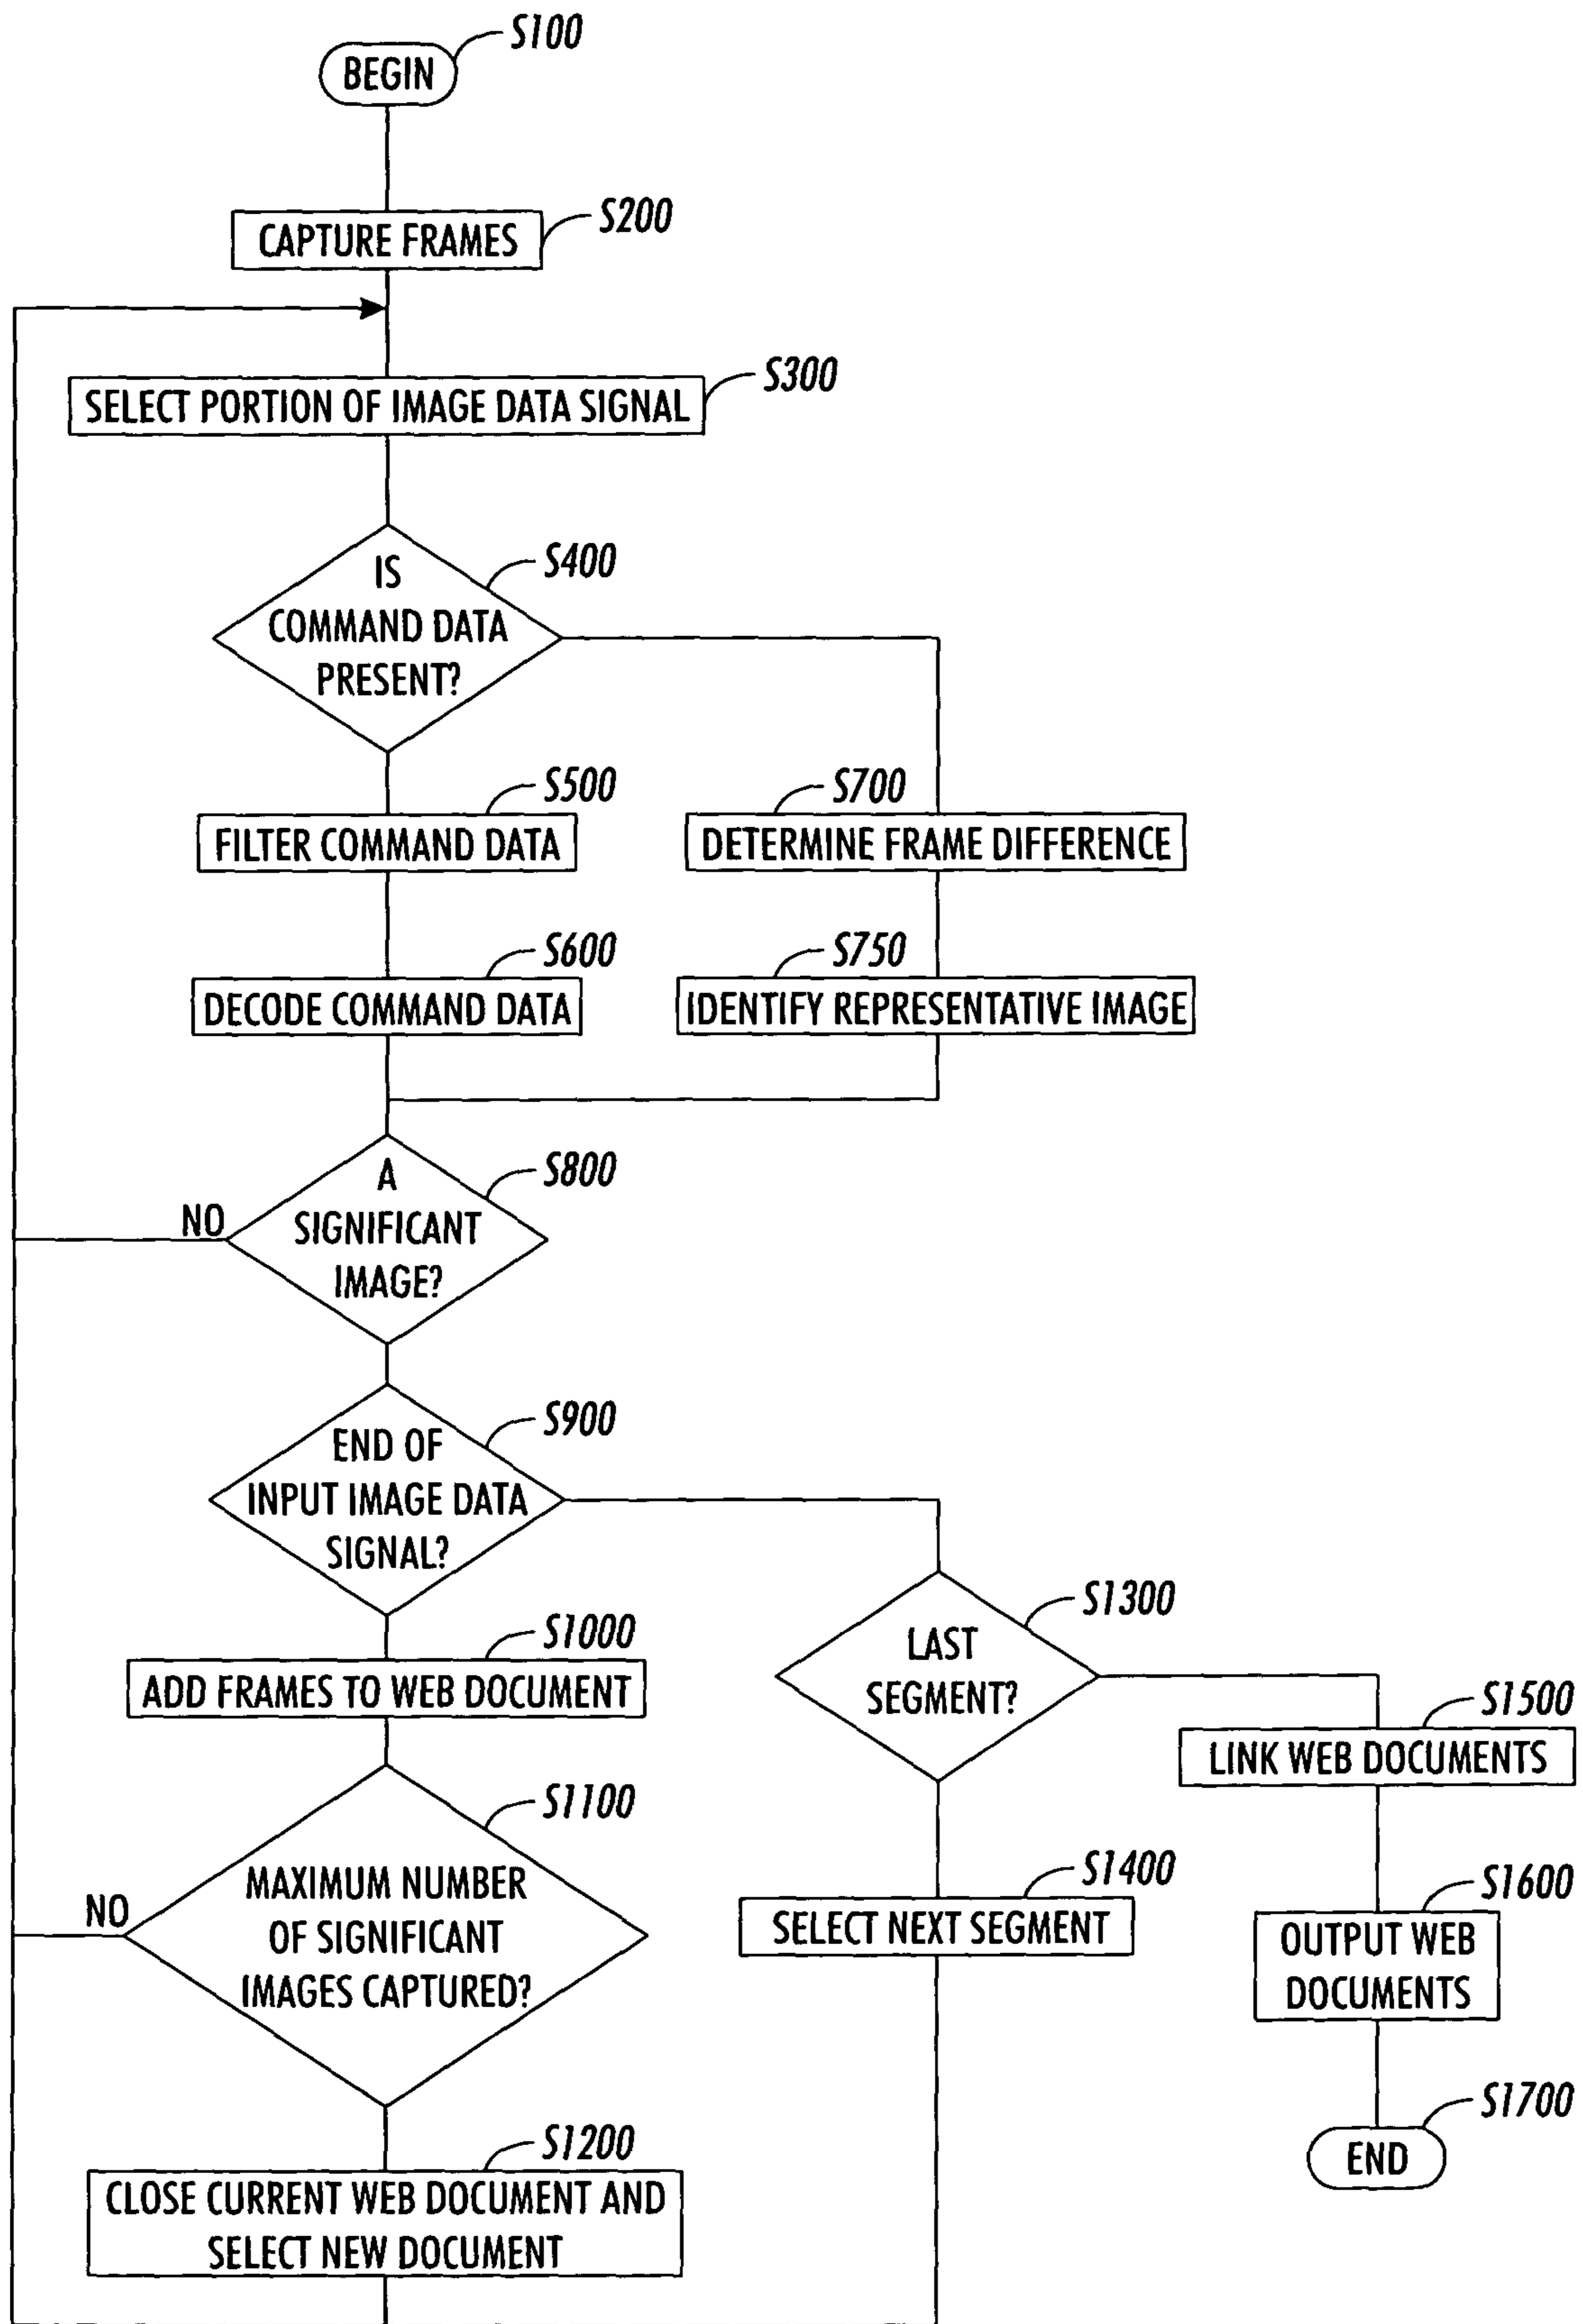 S100
BEGIN
S200
CAPTURE FRAMES
S300
SELECT PORTION OF IMAGE DATA SIGNAL
S400
IS
COMMAND DATA
PRESENT?
S500
FILTER COMMAND DATA
S700
DETERMINE FRAME DIFFERENCE
S600
DECODE COMMAND DATA
S750
IDENTIFY REPRESENTATIVE IMAGE
S800
A
SIGNIFICANT
IMAGE?
NO
S900
END OF
INPUT IMAGE DATA
SIGNAL?
S1000
ADD FRAMES TO WEB DOCUMENT
S1300
LAST
SEGMENT?
S1500
LINK WEB DOCUMENTS
S1100
MAXIMUM NUMBER
OF SIGNIFICANT
IMAGES CAPTURED?
NO
S1400
SELECT NEXT SEGMENT
S1600
OUTPUT WEB
DOCUMENTS
S1200
CLOSE CURRENT WEB DOCUMENT AND
SELECT NEW DOCUMENT
S1700
END